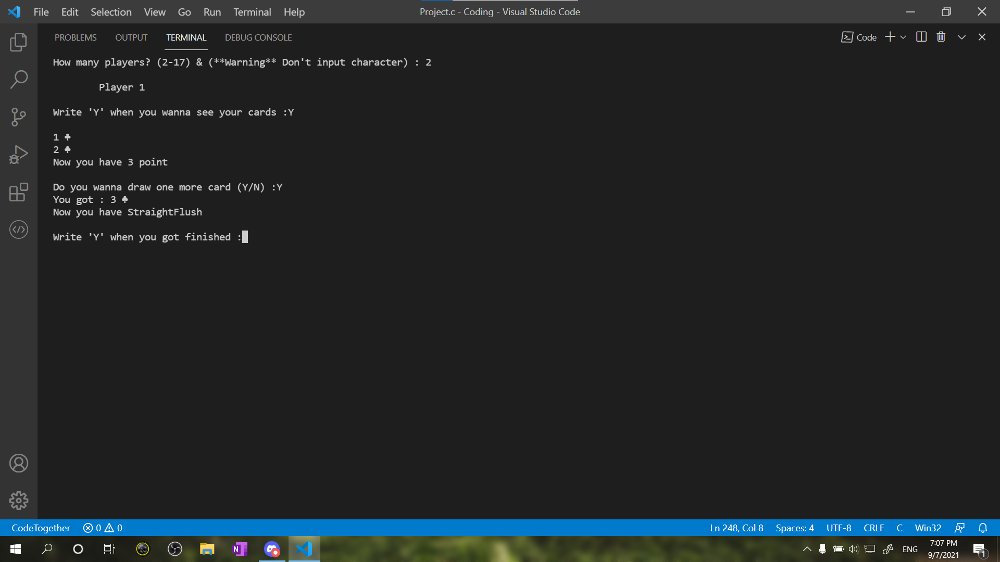 File Edit Selection View Go Run Terminal Help Project.c - Coding - Visual Studio Code
PROBLEMS OUTPUT TERMINAL DEBUG CONSOLE Code
How many players? (2-17) & (**Warning** Don't input character) : 2
Player 1
Write 'Y' when you wanna see your cards :Y
1 ♣
2 ♣
Now you have 3 point
Do you wanna draw one more card (Y/N) :Y
You got : 3 ♣
Now you have StraightFlush
Write 'Y' when you got finished :
CodeTogether 0 0 Ln 248, Col 8 Spaces: 4 UTF-8 CRLF C Win32
N ENG 7:07 PM 1
9/7/2021